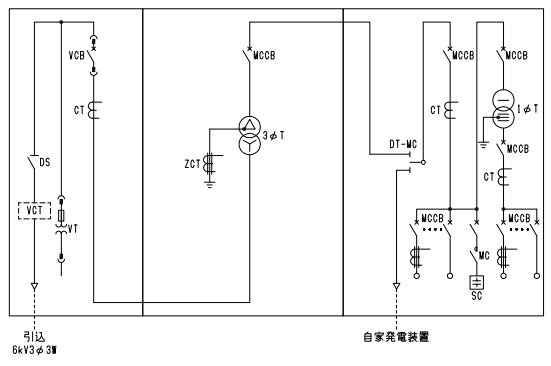 VCB
CT
DS
VCT
VT
引込
6kV3φ3W
MCCB
3φT
ZCT
MCCB
MCCB
CT
1φT
DT-MC
MCCB
CT
MCCB
MCCB
MC
SC
自家発電装置